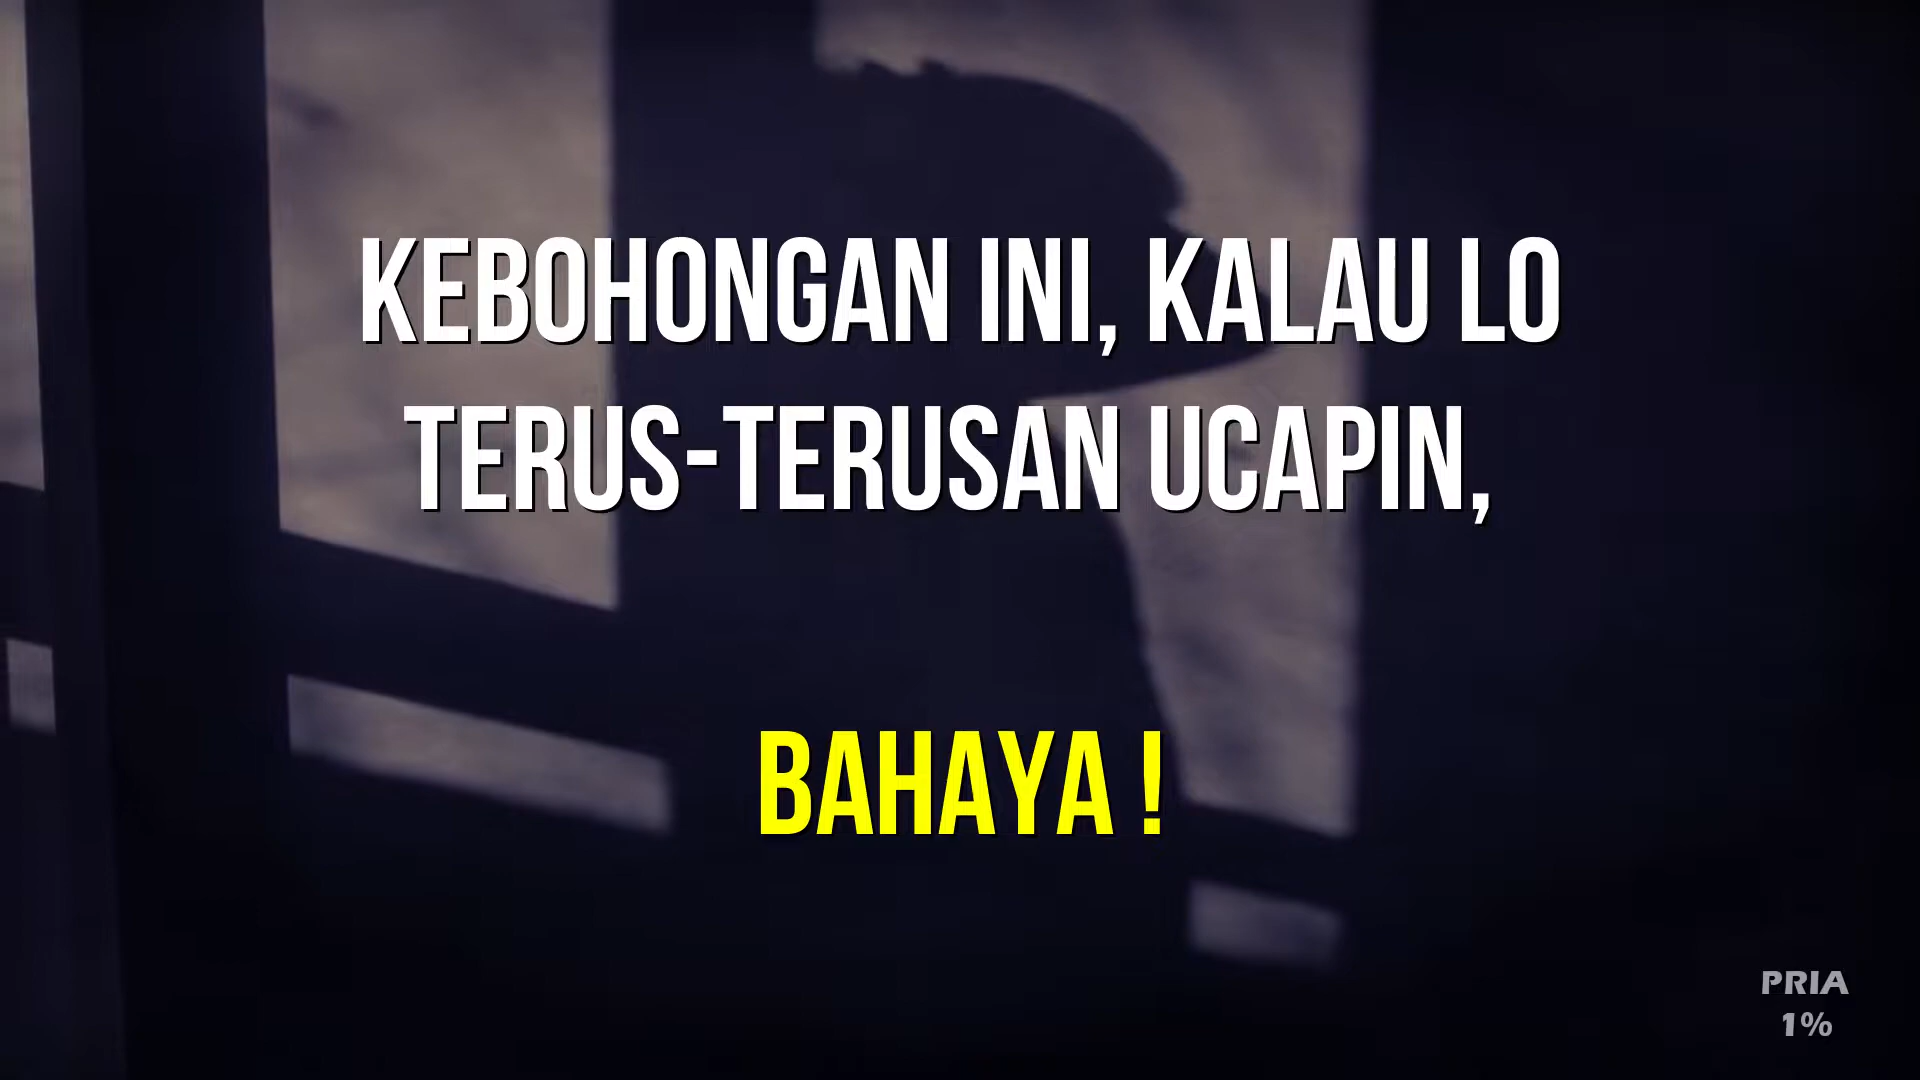 KEBOHONGAN INI, KALAU LO
TERUS-TERUSAN UCAPIN,
BAHAYA !
PRIA
1%